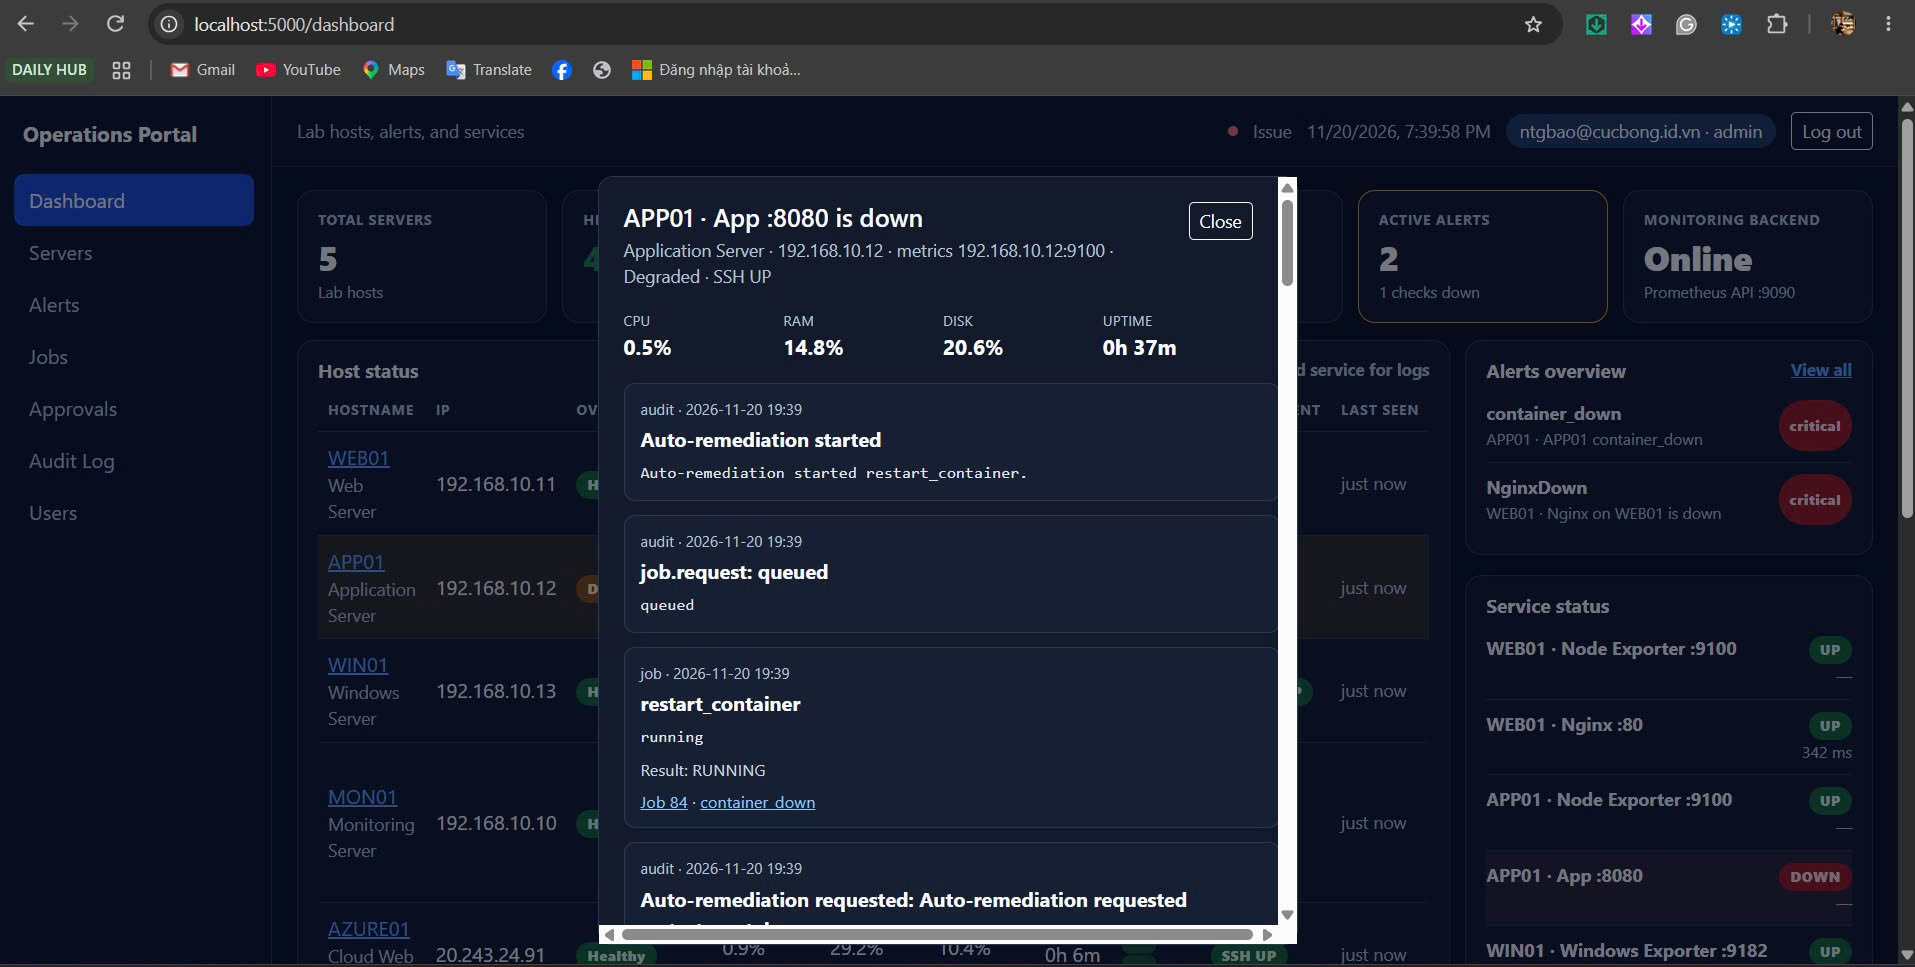 localhost:5000/dashboard
DAILY HUB
Gmail
YouTube
Maps
Translate
Đăng nhập tài khoả...
Operations Portal
Dashboard
Servers
Alerts
Jobs
Approvals
Audit Log
Users
Lab hosts, alerts, and services
Issue 11/20/2026, 7:39:58 PM
ntgbao@cucbong.id.vn · admin
Log out
TOTAL SERVERS
5
Lab hosts
ACTIVE ALERTS
2
1 checks down
MONITORING BACKEND
Online
Prometheus API :9090
APP01 · App :8080 is down
Close
Application Server · 192.168.10.12 · metrics 192.168.10.12:9100 ·
Degraded · SSH UP
CPU RAM DISK UPTIME
0.5% 14.8% 20.6% 0h 37m
audit · 2026-11-20 19:39
Auto-remediation started
Auto-remediation started restart_container.
audit · 2026-11-20 19:39
job.request: queued
queued
job · 2026-11-20 19:39
restart_container
running
Result: RUNNING
Job 84 · container_down
audit · 2026-11-20 19:39
Auto-remediation requested: Auto-remediation requested
Host status
service for logs
HOSTNAME IP LAST SEEN
WEB01
Web
Server
192.168.10.11 just now
APP01
Application
Server
192.168.10.12 just now
WIN01
Windows
Server
192.168.10.13 just now
MON01
Monitoring
Server
192.168.10.10 just now
AZURE01
Cloud Web
20.243.24.91 Healthy 0.9% 29.2% 10.4% 0h 6m SSH UP just now
Alerts overview
View all
container_down
APP01 · APP01 container_down
critical
NginxDown
WEB01 · Nginx on WEB01 is down
critical
Service status
WEB01 · Node Exporter :9100 UP
—
WEB01 · Nginx :80 UP
342 ms
APP01 · Node Exporter :9100 UP
—
APP01 · App :8080 DOWN
—
WIN01 · Windows Exporter :9182 UP